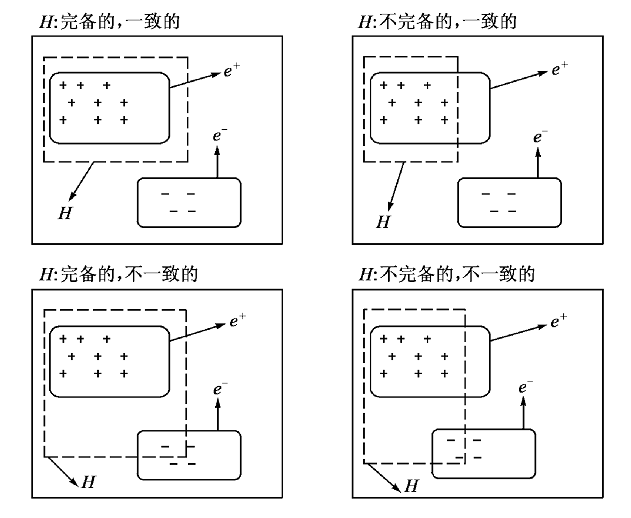 H:完备的,一致的
H:不完备的,一致的
+ + +
+ + +
+ + +
e⁺
e⁻
− −
− −
H
+ + +
+ + +
+ + +
e⁺
e⁻
− −
− −
H
H:完备的,不一致的
H:不完备的,不一致的
+ + +
+ + +
+ + +
e⁺
e⁻
− −
− −
H
+ + +
+ + +
+ + +
e⁺
e⁻
− −
− −
H